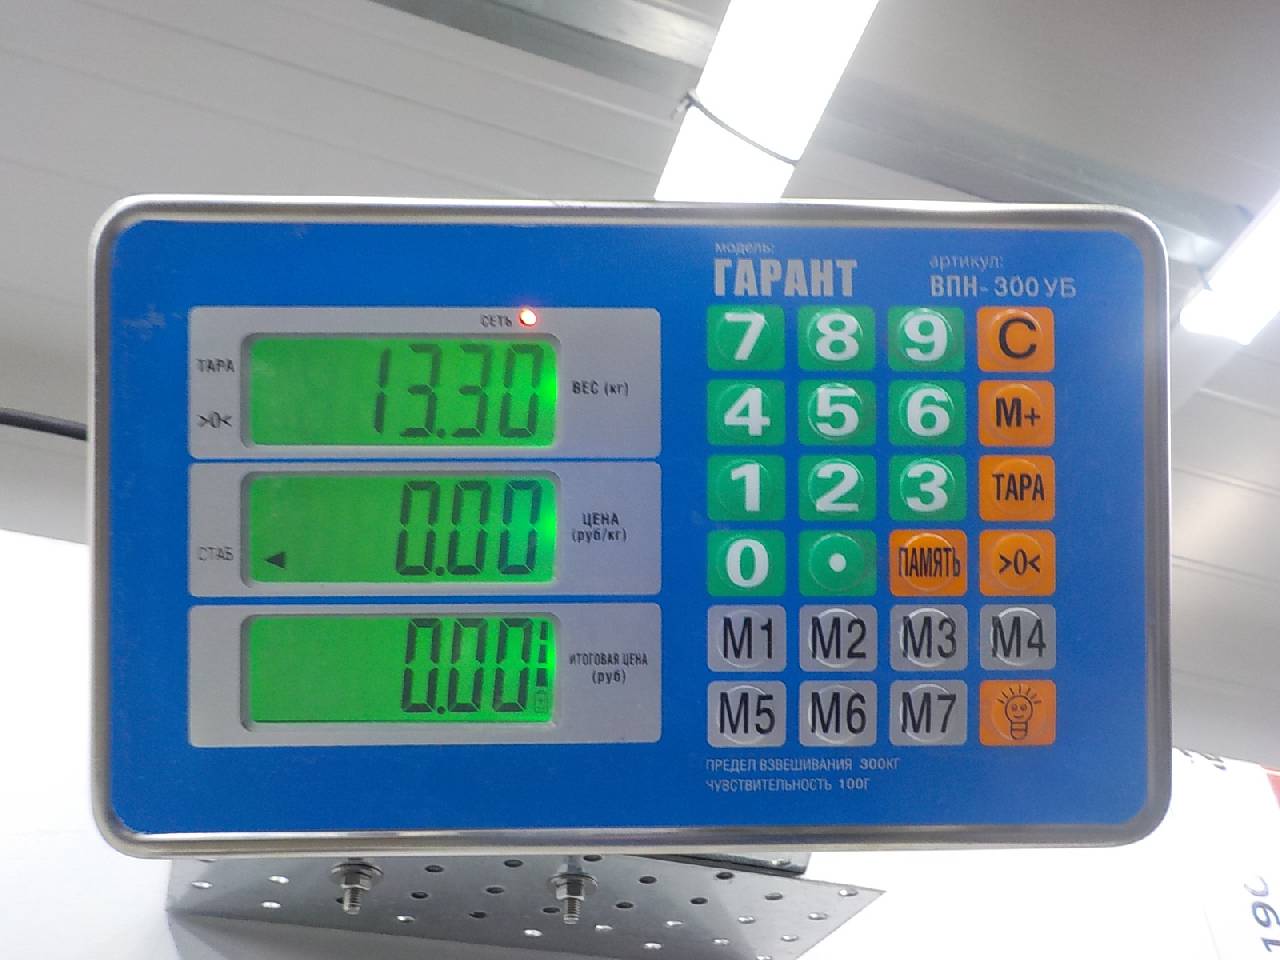 модель:
ГАРАНТ
артикул:
ВПН-300УБ
СЕТЬ
ТАРА
>0<
13.30
ВЕС (кг)
СТАБ
0.00
ЦЕНА
(руб/кг)
0.00
ИТОГОВАЯ ЦЕНА
(руб)
7 8 9 C
4 5 6 M+
1 2 3 ТАРА
0 . ПАМЯТЬ >0<
M1 M2 M3 M4
M5 M6 M7
ПРЕДЕЛ ВЗВЕШИВАНИЯ 300КГ
ЧУВСТВИТЕЛЬНОСТЬ 100Г